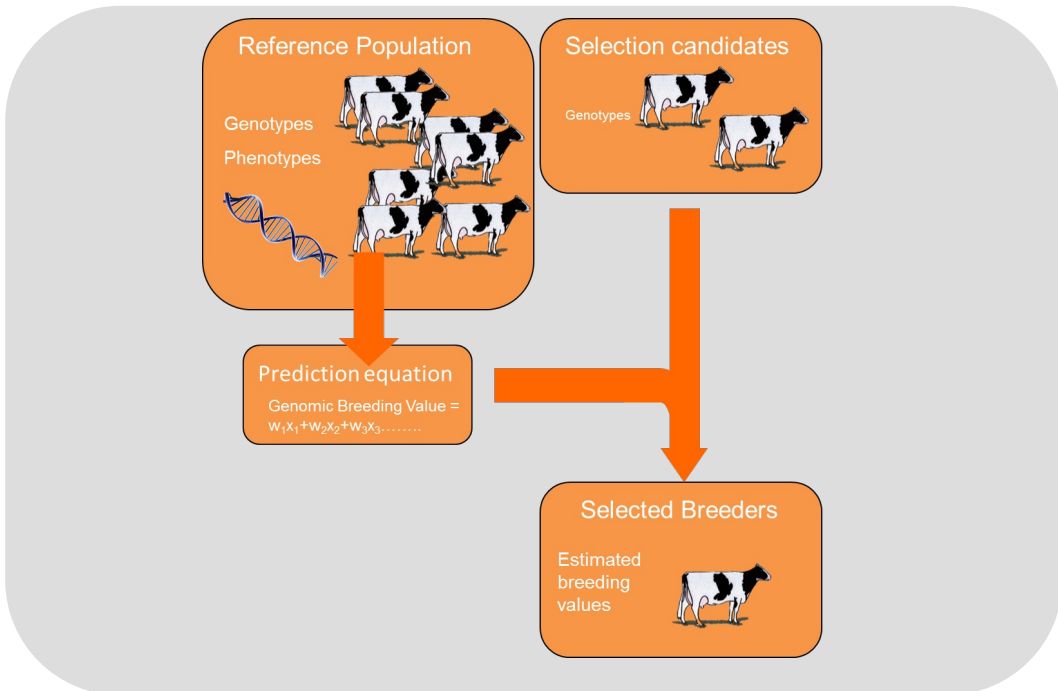 Reference Population
Genotypes
Phenotypes
Selection candidates
Genotypes
Prediction equation
Genomic Breeding Value =
w₁x₁+w₂x₂+w₃x₃........
Selected Breeders
Estimated
breeding
values